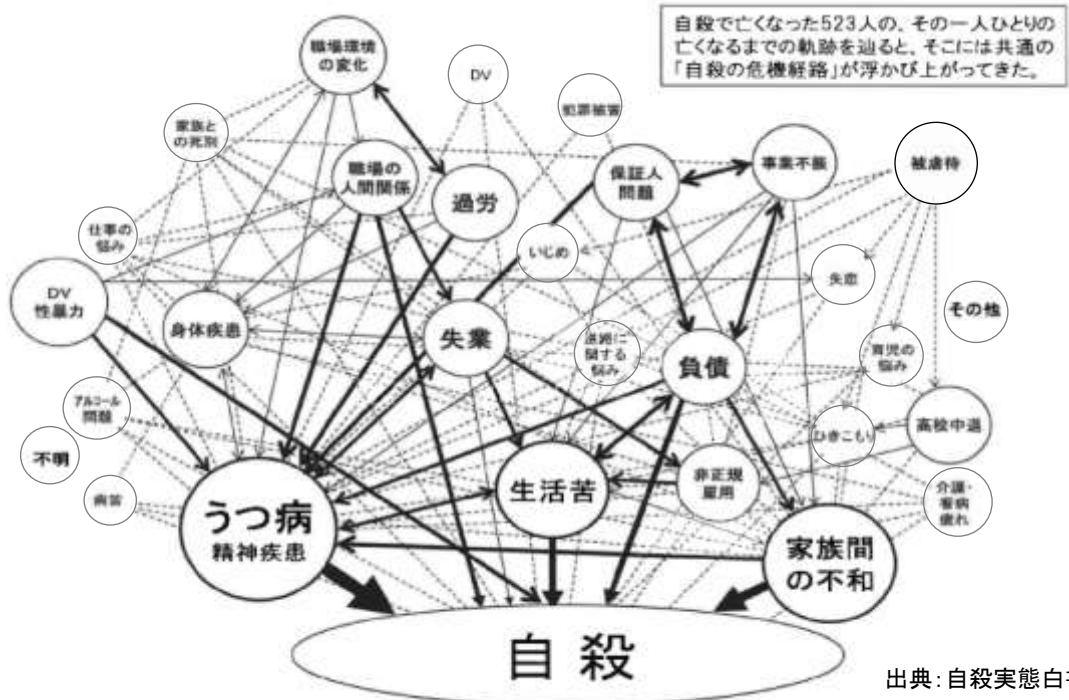 自殺で亡くなった523人の、その一人ひとりの
亡くなるまでの軌跡を辿ると、そこには共通の
「自殺の危機経路」が浮かび上がってきた。
職場環境
の変化
DV
犯罪被害
家族と
の死別
職場の
人間関係
過労
保証人
問題
事業不振
被虐待
仕事の
悩み
いじめ
失恋
DV
性暴力
身体疾患
失業
進路に
関する
悩み
負債
育児の
悩み
その他
アルコール
問題
ひきこもり
高校中退
不明
病苦
うつ病
精神疾患
生活苦
非正規
雇用
介護・
看病
疲れ
家族間
の不和
自殺
出典：自殺実態白